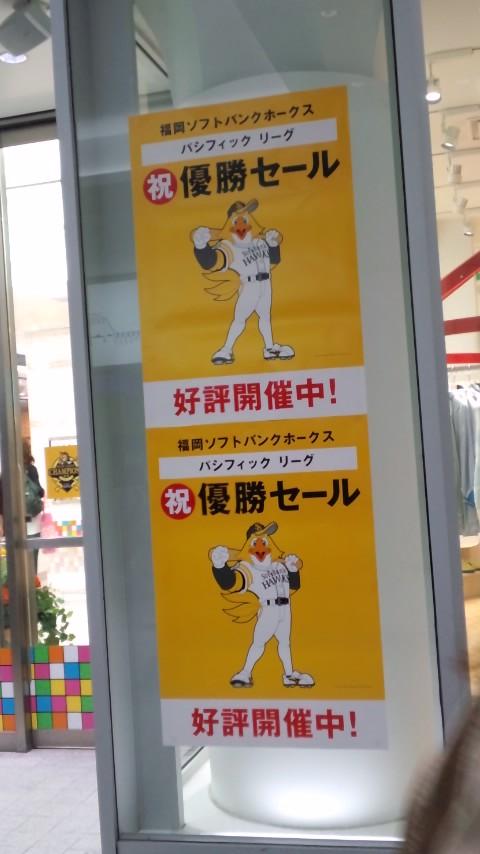 福岡ソフトバンクホークス
パシフィック リーグ
祝 優勝セール
HAWKS
好評開催中!
福岡ソフトバンクホークス
パシフィック リーグ
祝 優勝セール
HAWKS
好評開催中!